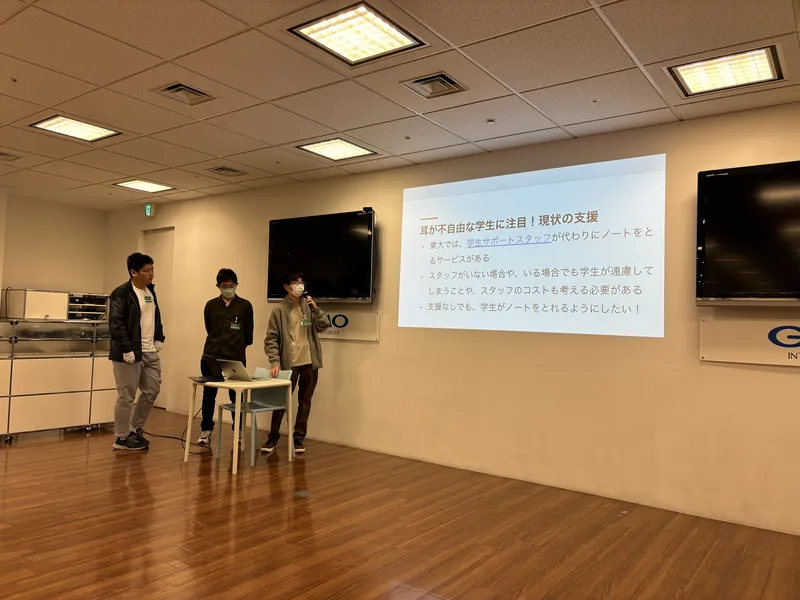 耳が不自由な学生に注目！現状の支援
・ 東大では、学生サポートスタッフが代わりにノートをと
るサービスがある
・ スタッフがいない場合や、いる場合でも学生が遠慮して
しまうことや、スタッフのコストも考える必要がある
・ 支援なしでも、学生がノートをとれるようにしたい！
MO
GROUP
G
INT